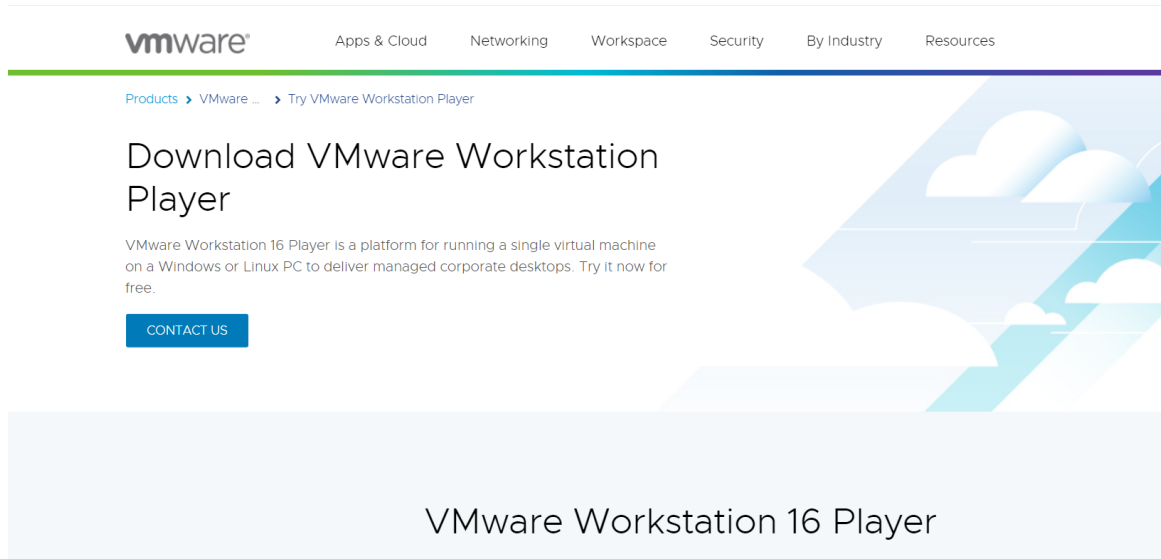 vmware®
Apps & Cloud Networking Workspace Security By Industry Resources
Products > VMware ... > Try VMware Workstation Player
Download VMware Workstation
Player
VMware Workstation 16 Player is a platform for running a single virtual machine
on a Windows or Linux PC to deliver managed corporate desktops. Try it now for
free.
CONTACT US
VMware Workstation 16 Player